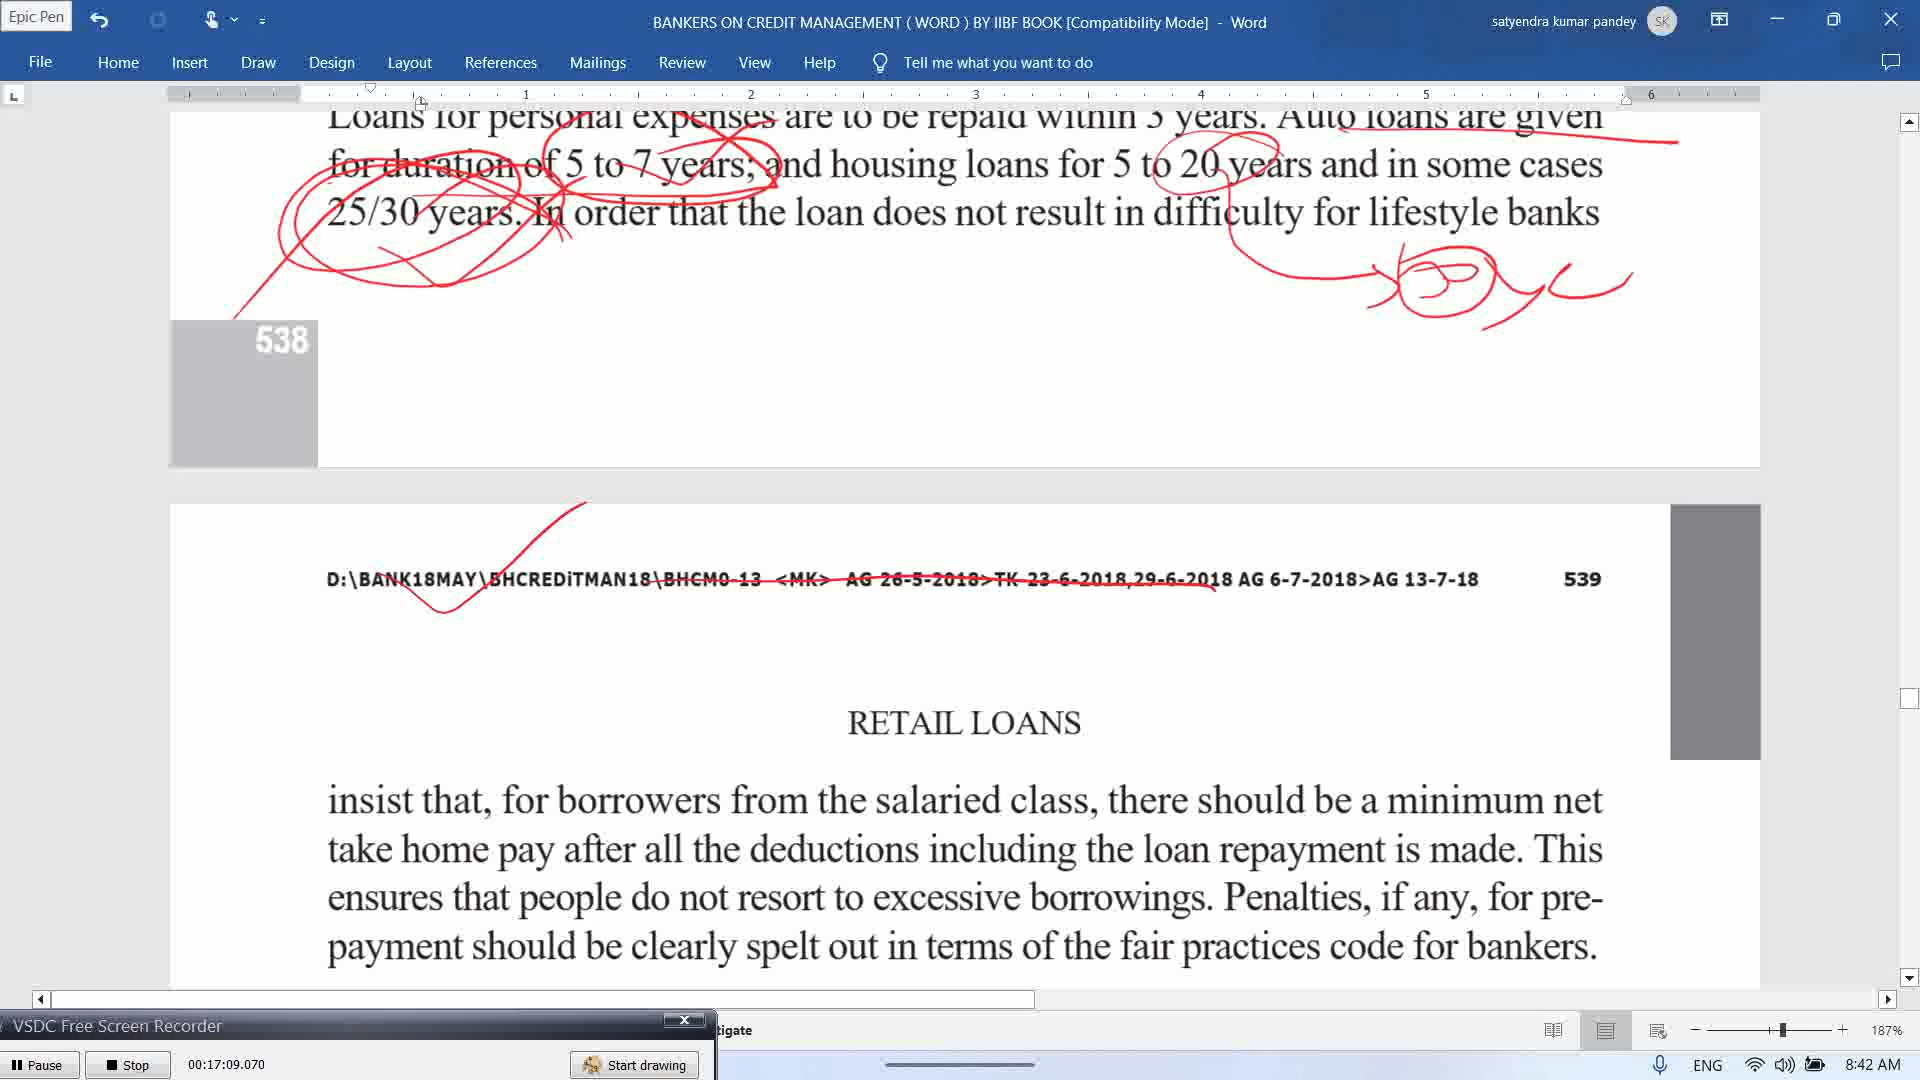 Epic Pen
BANKERS ON CREDIT MANAGEMENT ( WORD ) BY IIBF BOOK [Compatibility Mode] - Word
satyendra kumar pandey
SK
File Home Insert Draw Design Layout References Mailings Review View Help Tell me what you want to do
1 2 3 4 5 6
Loans for personal expenses are to be repaid within 3 years. Auto loans are given
for duration of 5 to 7 years; and housing loans for 5 to 20 years and in some cases
25/30 years. In order that the loan does not result in difficulty for lifestyle banks
538
D:\BANK18MAY\BHCREDiTMAN18\BHCM0-13 <MK> AG 26-5-2018>TK 23-6-2018,29-6-2018 AG 6-7-2018>AG 13-7-18 539
RETAIL LOANS
insist that, for borrowers from the salaried class, there should be a minimum net
take home pay after all the deductions including the loan repayment is made. This
ensures that people do not resort to excessive borrowings. Penalties, if any, for pre-
payment should be clearly spelt out in terms of the fair practices code for bankers.
VSDC Free Screen Recorder
tigate
187%
Pause Stop 00:17:09.070 Start drawing
ENG 8:42 AM